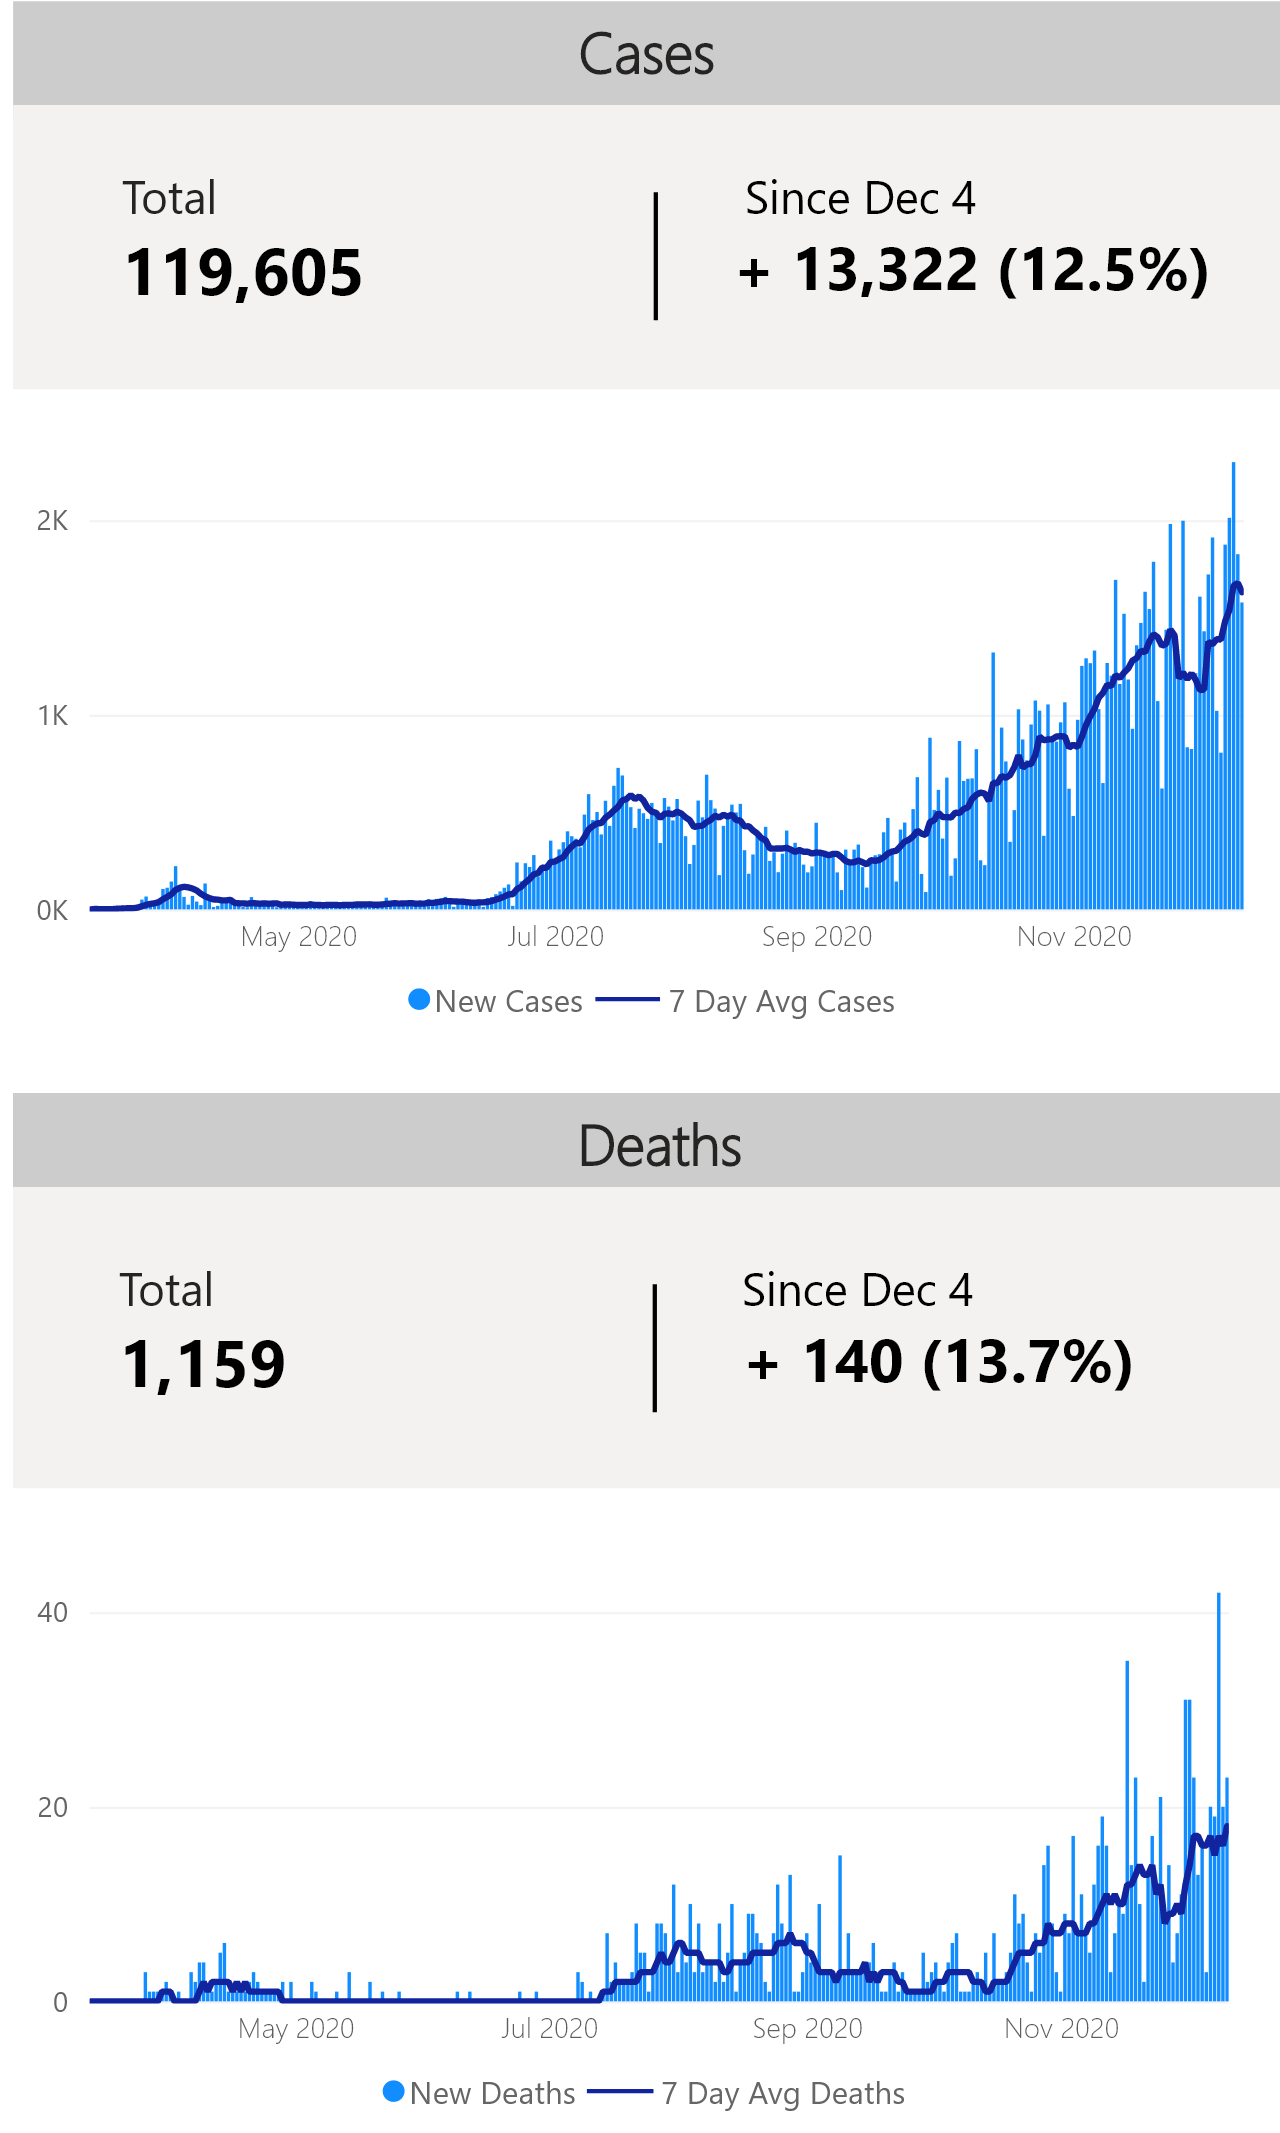 Cases
Total
Since Dec 4
119,605
+ 13,322 (12.5%)
2K
1K
0K
May 2020
Jul 2020
Sep 2020
Nov 2020
New Cases
7 Day Avg Cases
Deaths
Total
Since Dec 4
1,159
+ 140 (13.7%)
40
20
0
May 2020
Jul 2020
Sep 2020
Nov 2020
New Deaths
7 Day Avg Deaths